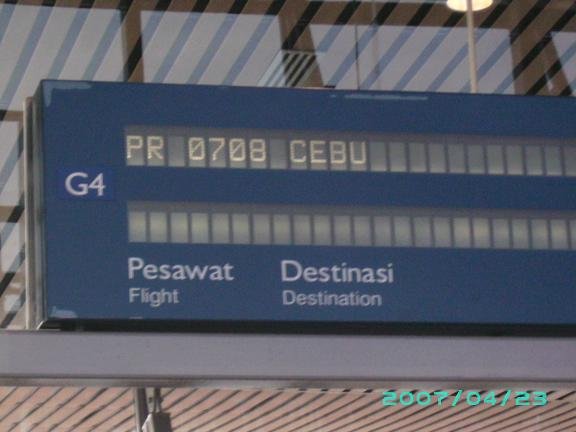 PR 0708 CEBU
G4
Pesawat Destinasi
Flight Destination
2007/04/23